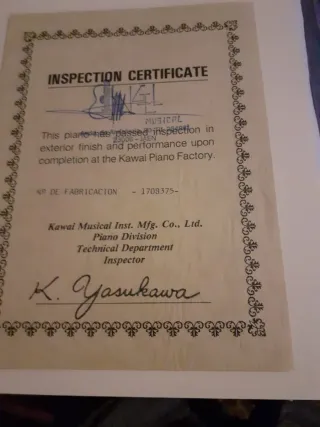 INSPECTION CERTIFICATE
MUSICAL
This piano has passed inspection in
exterior finish and performance upon
completion at the Kawai Piano Factory.
Nº DE FABRICACION - 1708375-
Kawai Musical Inst. Mfg. Co., Ltd.
Piano Division
Technical Department
Inspector
K. Yasukawa